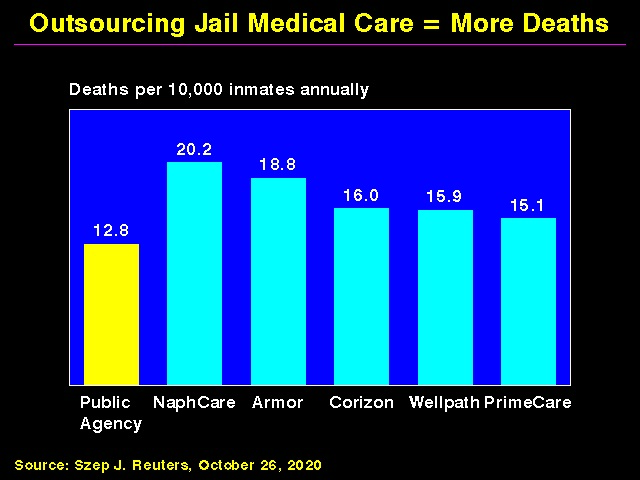 Outsourcing Jail Medical Care = More Deaths
Deaths per 10,000 inmates annually
12.8
20.2
18.8
16.0
15.9
15.1
Public Agency
NaphCare
Armor
Corizon
Wellpath
PrimeCare
Source: Szep J. Reuters, October 26, 2020